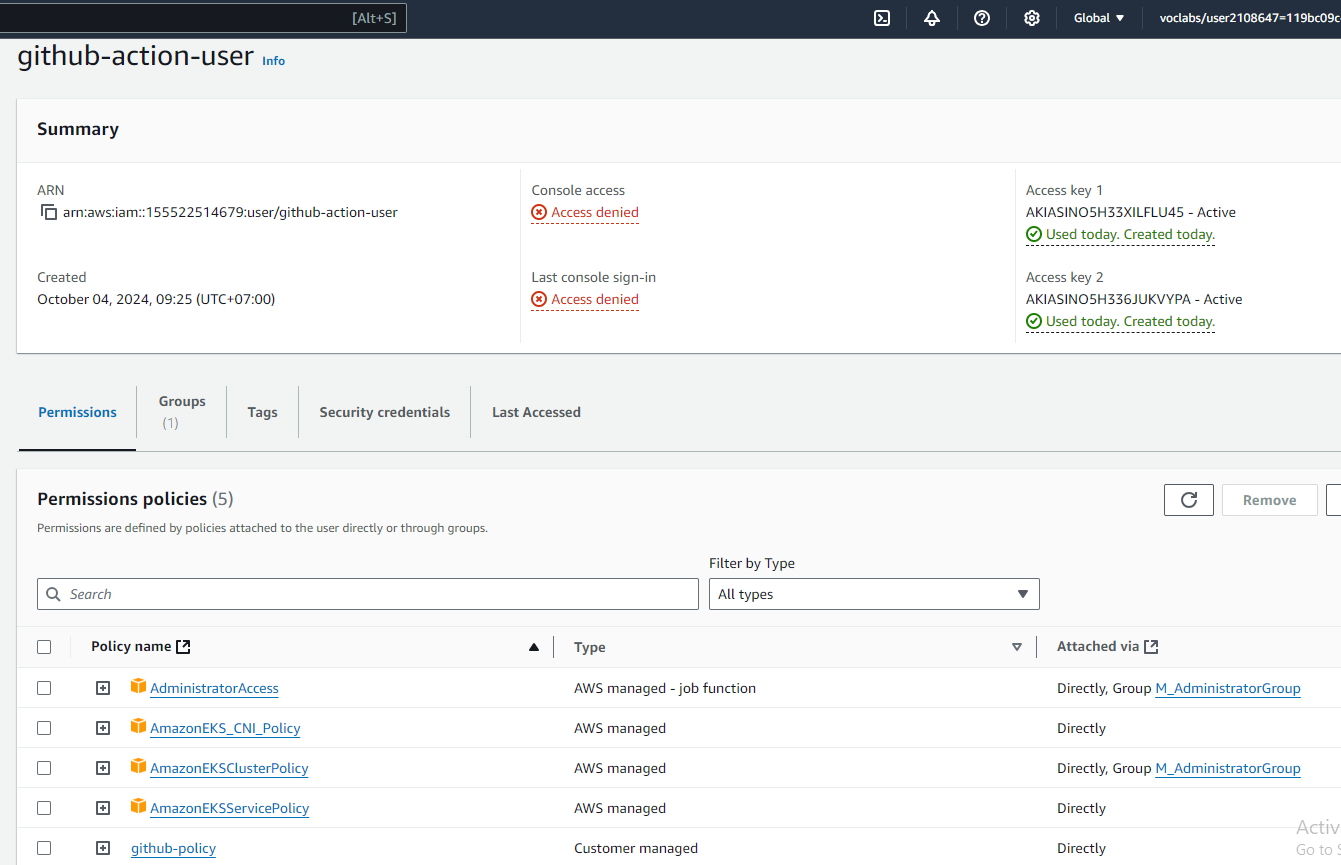 [Alt+S]
Global
voclabs/user2108647=119bc09c
github-action-user Info
Summary
ARN
arn:aws:iam::155522514679:user/github-action-user
Console access
Access denied
Access key 1
AKIASINO5H33XILFLU45 - Active
Used today. Created today.
Created
October 04, 2024, 09:25 (UTC+07:00)
Last console sign-in
Access denied
Access key 2
AKIASINO5H336JUKVYPA - Active
Used today. Created today.
Permissions
Groups
(1)
Tags
Security credentials
Last Accessed
Permissions policies (5)
Remove
Permissions are defined by policies attached to the user directly or through groups.
Filter by Type
Search
All types
Policy name
Type
Attached via
AdministratorAccess
AWS managed - job function
Directly, Group M_AdministratorGroup
AmazonEKS_CNI_Policy
AWS managed
Directly
AmazonEKSClusterPolicy
AWS managed
Directly, Group M_AdministratorGroup
AmazonEKSServicePolicy
AWS managed
Directly
github-policy
Customer managed
Directly
Activ
Go to S